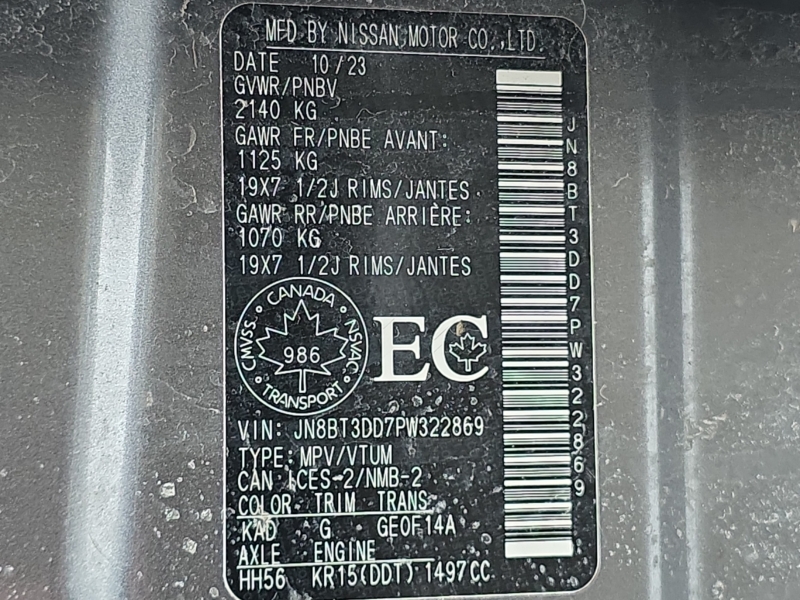 MFD BY NISSAN MOTOR CO.,LTD.
DATE 10/23
GVWR/PNBV
2140 KG
GAWR FR/PNBE AVANT:
1125 KG
19X7 1/2J RIMS/JANTES
GAWR RR/PNBE ARRIÈRE:
1070 KG
19X7 1/2J RIMS/JANTES
CANADA
CMVSS NSVAC
986
TRANSPORT
EC
VIN: JN8BT3DD7PW322869
TYPE: MPV/VTUM
CAN ICES-2/NMB-2
COLOR TRIM TRANS
KAD G GE0F14A
AXLE ENGINE
HH56 KR15(DDT) 1497CC
JN8BT3DD7PW322869